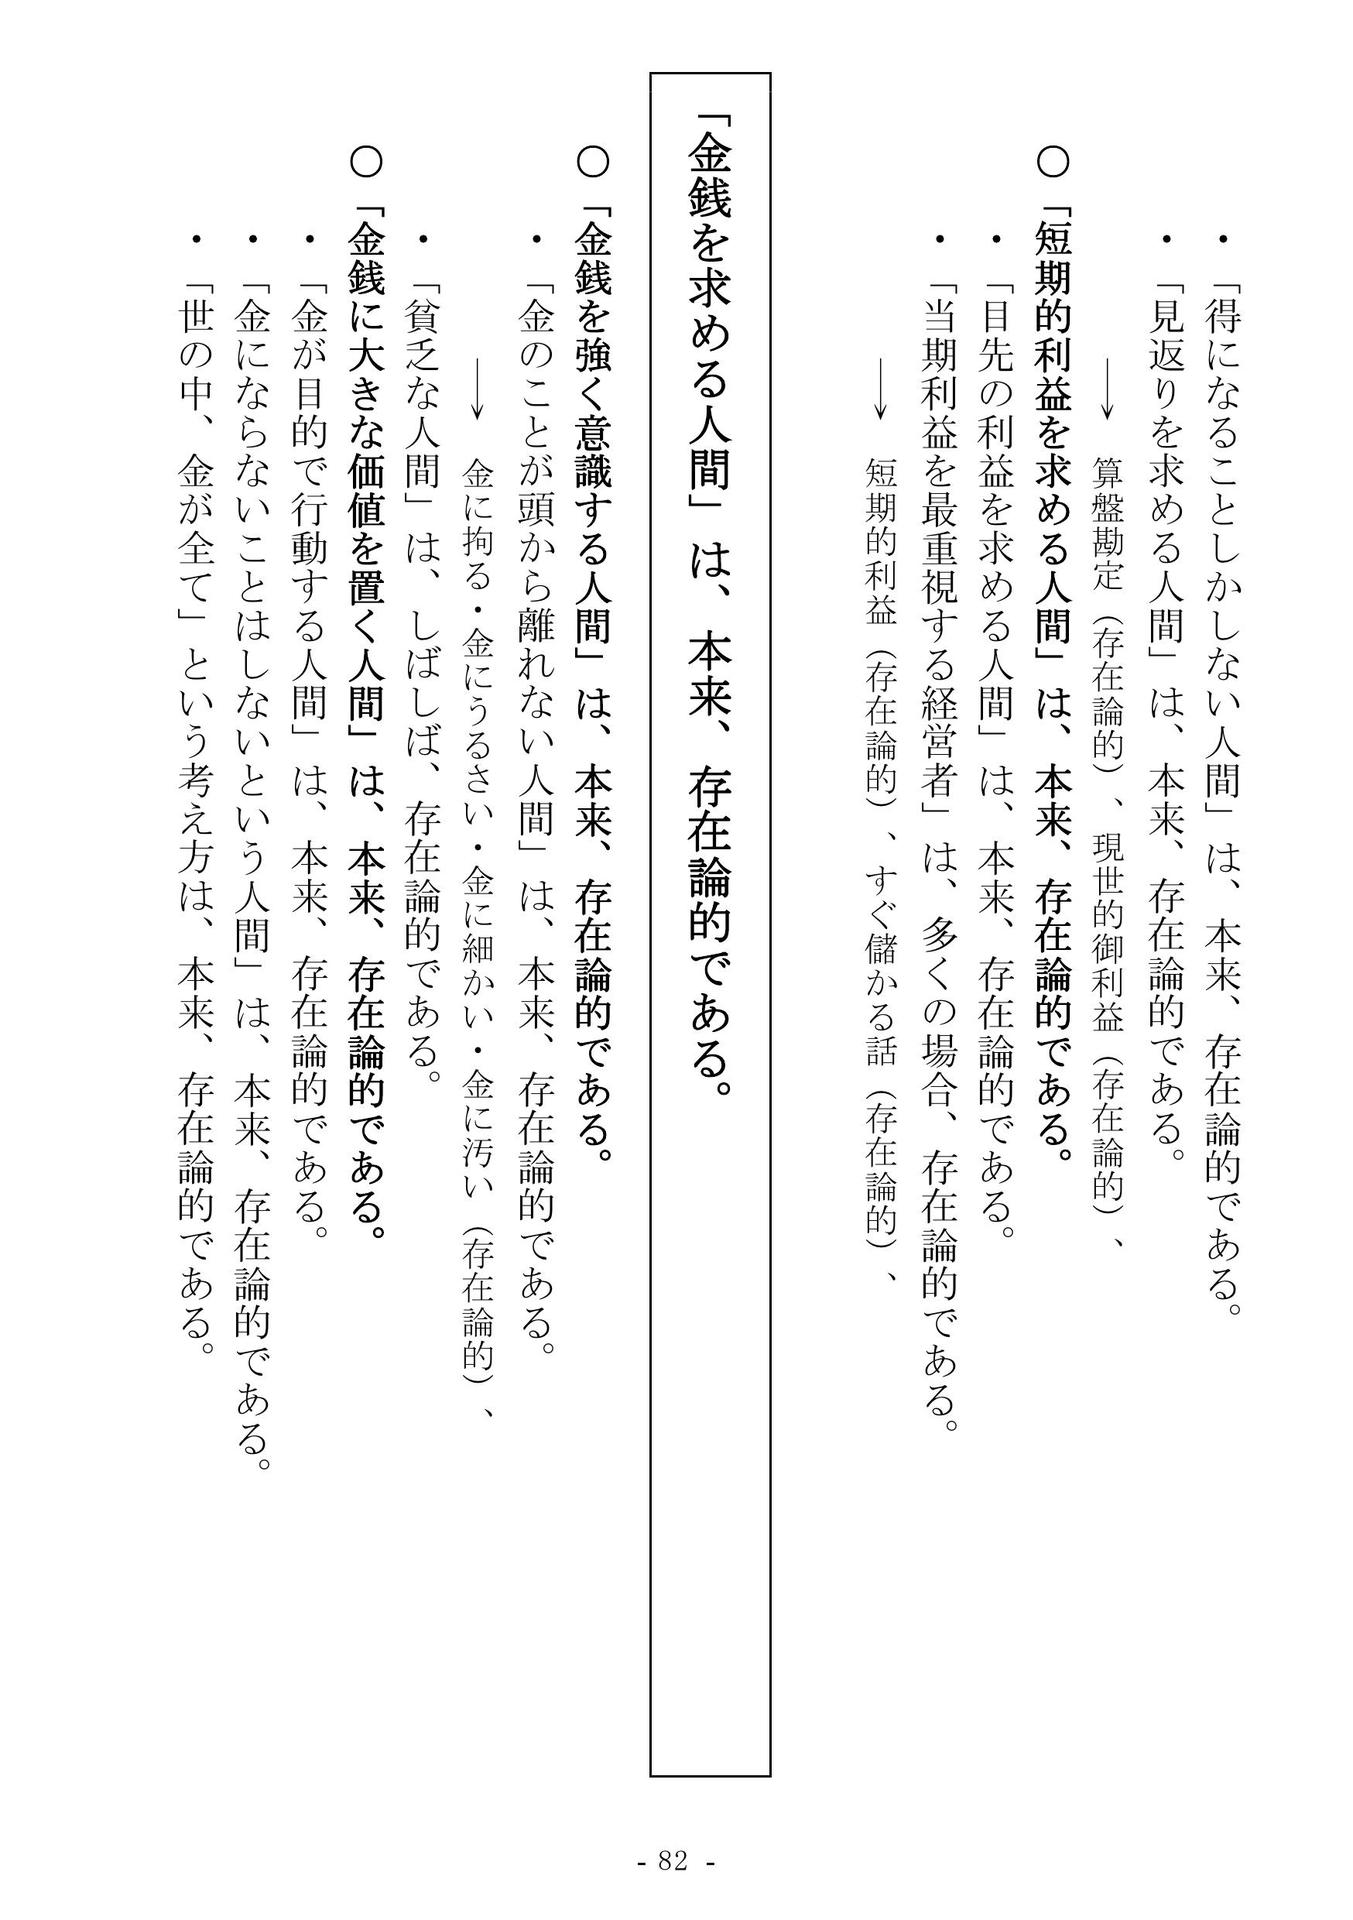 ・「得になることしかしない人間」は、本来、存在論的である。
・「見返りを求める人間」は、本来、存在論的である。
→ 算盤勘定（存在論的）、現世的御利益（存在論的）、
○「短期的利益を求める人間」は、本来、存在論的である。
・「目先の利益を求める人間」は、本来、存在論的である。
・「当期利益を最重視する経営者」は、多くの場合、存在論的である。
→ 短期的利益（存在論的）、すぐ儲かる話（存在論的）、
「金銭を求める人間」は、本来、存在論的である。
○「金銭を強く意識する人間」は、本来、存在論的である。
・「金のことが頭から離れない人間」は、本来、存在論的である。
→ 金に拘る・金にうるさい・金に細かい・金に汚い（存在論的）、
・「貧乏な人間」は、しばしば、存在論的である。
○「金銭に大きな価値を置く人間」は、本来、存在論的である。
・「金が目的で行動する人間」は、本来、存在論的である。
・「金にならないことはしないという人間」は、本来、存在論的である。
・「世の中、金が全て」という考え方は、本来、存在論的である。
- 82 -